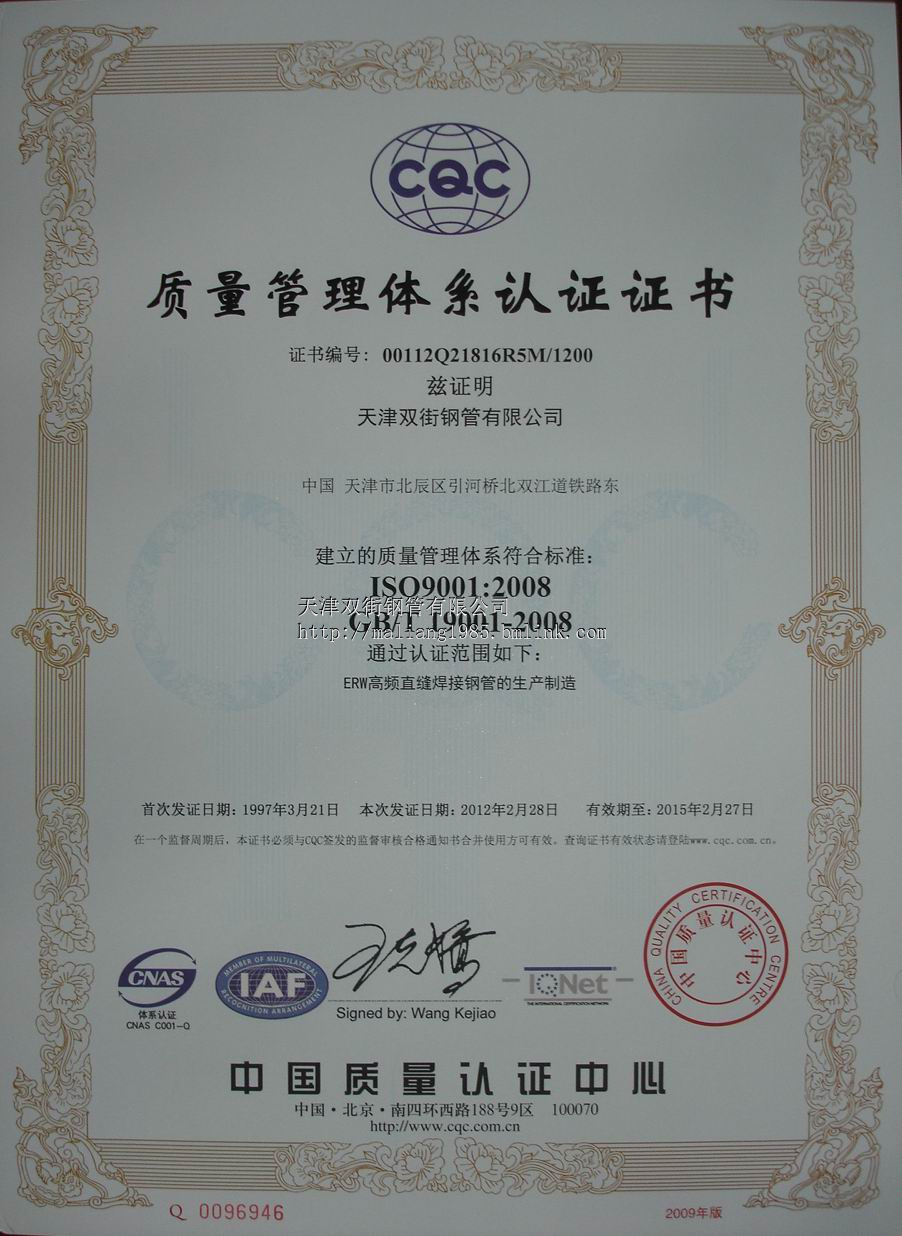 CQC
质量管理体系认证证书
证书编号：00112Q21816R5M/1200
兹证明
天津双街钢管有限公司
中国 天津市北辰区引河桥北双江道铁路东
建立的质量管理体系符合标准：
ISO9001:2008
天津双街钢管有限公司
GB/T 19001-2008
http://maliang1985.bmlink.com
通过认证范围如下：
ERW高频直缝焊接钢管的生产制造
首次发证日期：1997年3月21日 本次发证日期：2012年2月28日 有效期至：2015年2月27日
在一个监督周期后，本证书必须与CQC签发的监督审核合格通知书合并使用方可有效。查询证书有效状态请登陆www.cqc.com.cn。
CNAS
体系认证
CNAS C001-Q
MEMBER OF MULTILATERAL
IAF
RECOGNITION ARRANGEMENT
王克娇
Signed by: Wang Kejiao
IQNet
THE INTERNATIONAL CERTIFICATION NETWORK
CHINA QUALITY CERTIFICATION CENTRE
中国质量认证中心
中国质量认证中心
中国·北京·南四环西路188号9区 100070
http://www.cqc.com.cn
Q 0096946
2009年版